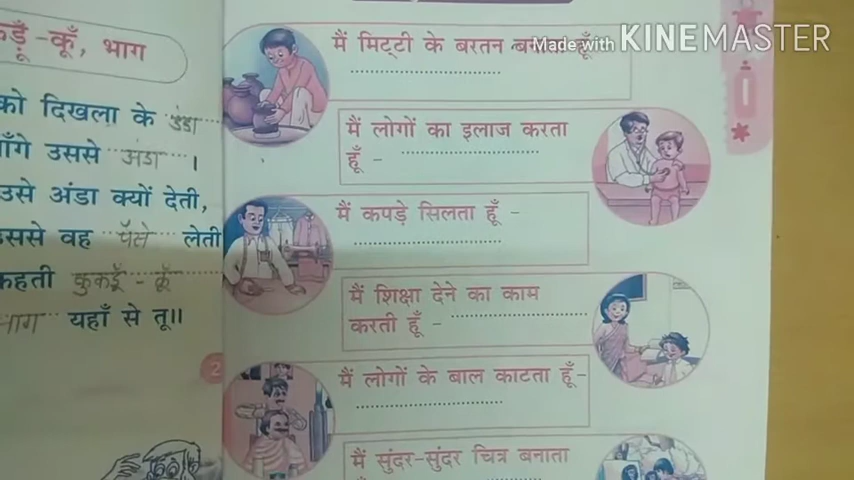 कड़ूँ-कूँ, भाग
को दिखला के डंडा
उससे अंडा ।
उसे अंडा क्यों देती,
वह पैसे लेती
कहती कुकड़ूँ - कूँ
भाग यहाँ से तू॥
2
Made with KINEMASTER
मैं मिट्टी के बरतन बनाता हूँ
मैं लोगों का इलाज करता
हूँ -
मैं कपड़े सिलता हूँ -
मैं शिक्षा देने का काम
करती हूँ -
मैं लोगों के बाल काटता हूँ-
मैं सुंदर-सुंदर चित्र बनाता